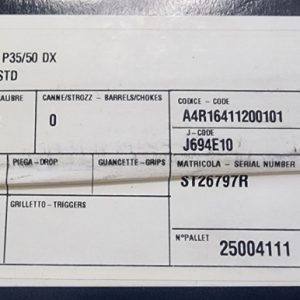 P35/50 DX
STD
ALIBRE
CANNE/STROZZ - BARRELS/CHOKES
CODICE - CODE
0
A4R16411200101
J-CODE
J694E10
PIEGA-DROP
GUANCETTE-GRIPS
MATRICOLA - SERIAL NUMBER
ST26797R
GRILLETTO-TRIGGERS
N°PALLET
25004111